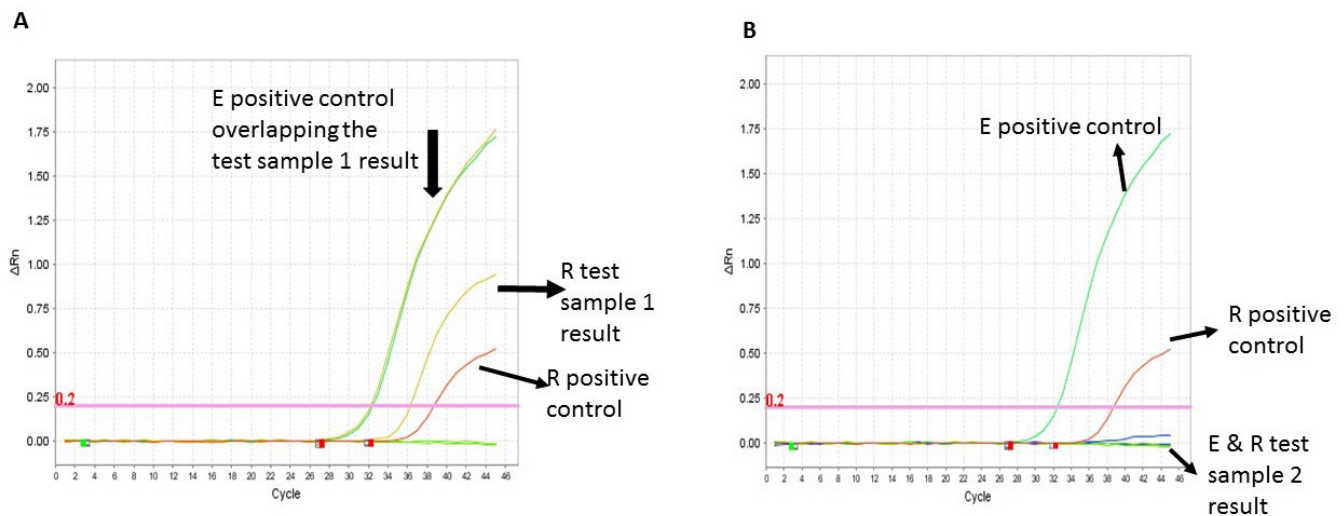 A
E positive control
overlapping the
test sample 1 result
2.00
1.75
1.50
1.25
1.00
0.75
0.50
0.25
0.00
0.2
ΔRn
0 2 4 6 8 10 12 14 16 18 20 22 24 26 28 30 32 34 36 38 40 42 44 46
Cycle
R test
sample 1
result
R positive
control
B
E positive control
2.00
1.75
1.50
1.25
1.00
0.75
0.50
0.25
0.00
0.2
ΔRn
0 2 4 6 8 10 12 14 16 18 20 22 24 26 28 30 32 34 36 38 40 42 44 46
Cycle
R positive
control
E & R test
sample 2
result